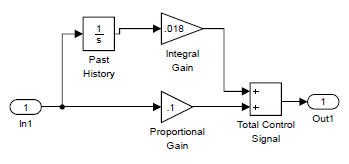 1
s
.018
Past
History
Integral
Gain
1
In1
.1
Proportional
Gain
+
+
Total Control
Signal
1
Out1